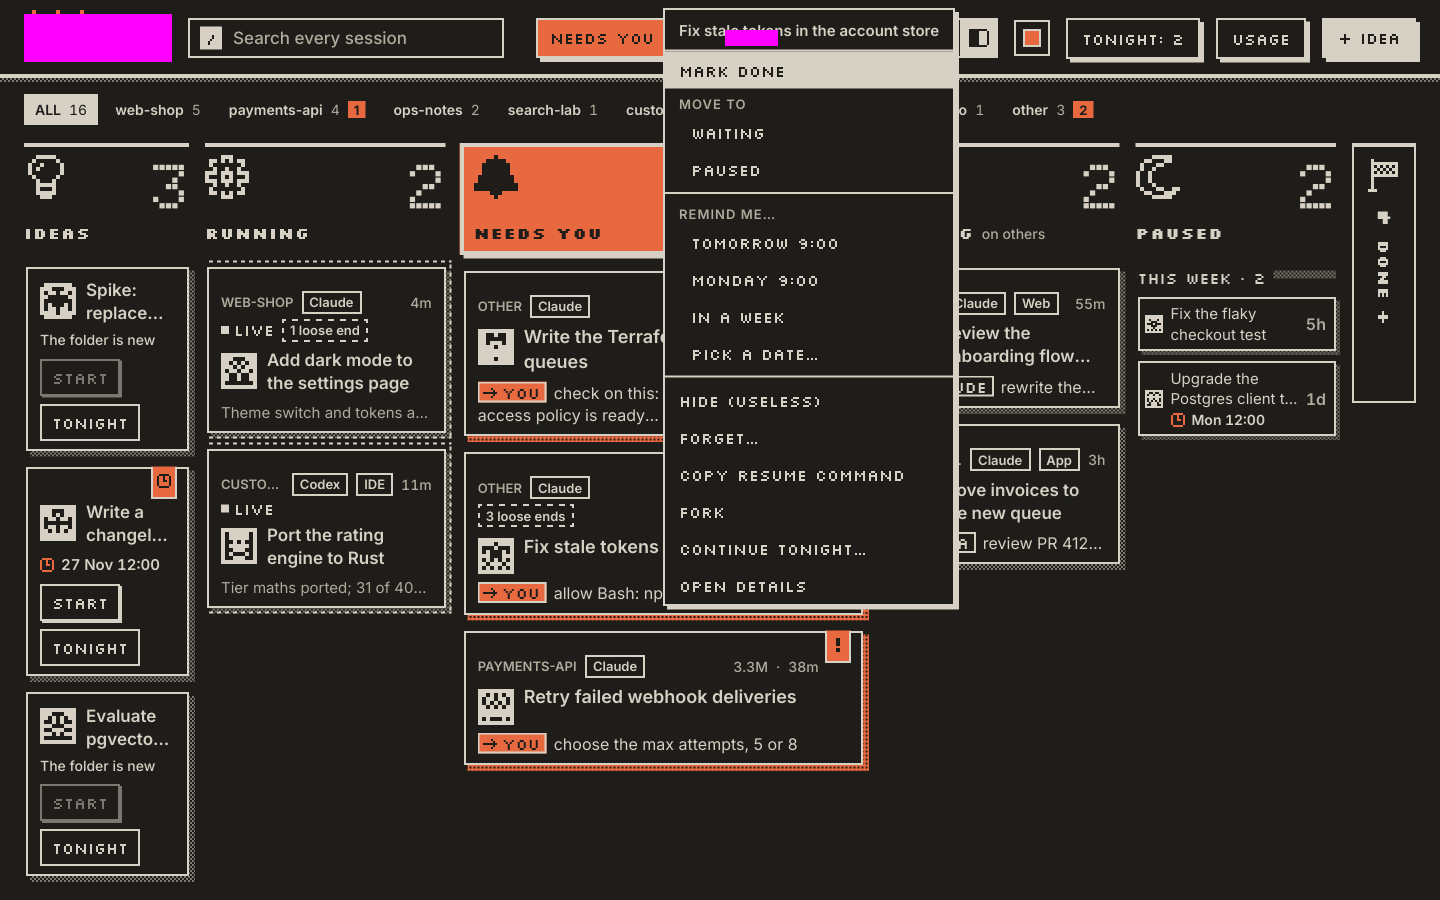 / Search every session
NEEDS YOU
TONIGHT: 2
USAGE
+ IDEA
ALL 16
web-shop 5
payments-api 4 1
ops-notes 2
search-lab 1
custo
o 1
other 3 2
3
IDEAS
Spike:
replace...
The folder is new
START
TONIGHT
Write a
changel...
27 Nov 12:00
START
TONIGHT
Evaluate
pgvecto...
The folder is new
START
TONIGHT
2
RUNNING
WEB-SHOP Claude 4m
LIVE 1 loose end
Add dark mode to
the settings page
Theme switch and tokens a...
CUSTO... Codex IDE 11m
LIVE
Port the rating
engine to Rust
Tier maths ported; 31 of 40...
NEEDS YOU
OTHER Claude
Write the Terrafo
queues
→ YOU check on this:
access policy is ready...
OTHER Claude
3 loose ends
Fix stale tokens
→ YOU allow Bash: np
PAYMENTS-API Claude 3.3M · 38m !
Retry failed webhook deliveries
→ YOU choose the max attempts, 5 or 8
Fix stale tokens in the account store
MARK DONE
MOVE TO
WAITING
PAUSED
REMIND ME...
TOMORROW 9:00
MONDAY 9:00
IN A WEEK
PICK A DATE...
HIDE (USELESS)
FORGET...
COPY RESUME COMMAND
FORK
CONTINUE TONIGHT...
OPEN DETAILS
2
G on others
Claude Web 55m
eview the
nboarding flow...
UDE rewrite the...
Claude App 3h
ove invoices to
e new queue
A review PR 412...
2
PAUSED
THIS WEEK · 2
Fix the flaky
checkout test
5h
Upgrade the
Postgres client t...
1d
Mon 12:00
4 DONE +